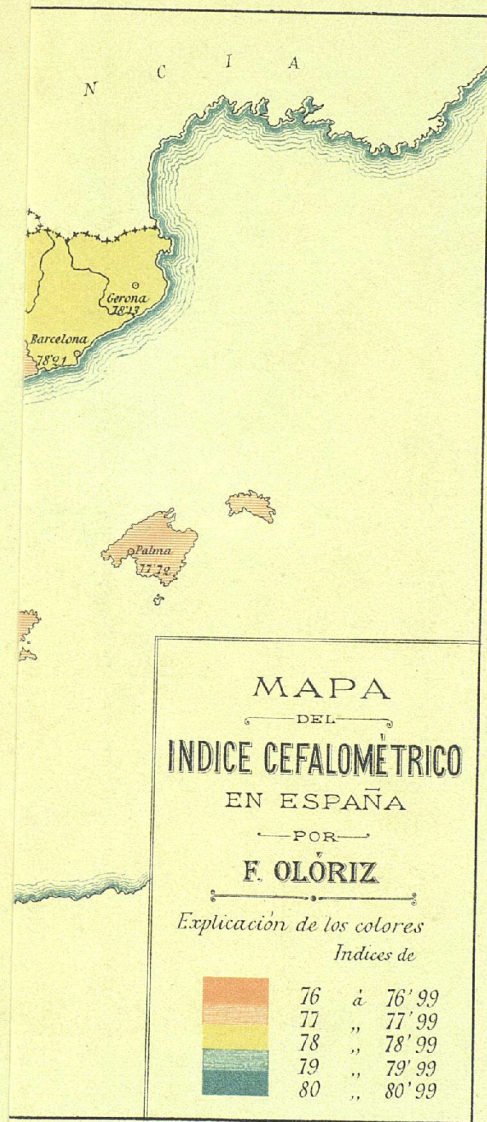 N C I A
Gerona
78'13
Barcelona
78'21
Palma
77'72
MAPA
DEL
INDICE CEFALOMÉTRICO
EN ESPAÑA
POR
F. OLÓRIZ
Explicación de los colores
Indices de
76 á 76'99
77 „ 77'99
78 „ 78'99
79 „ 79'99
80 „ 80'99